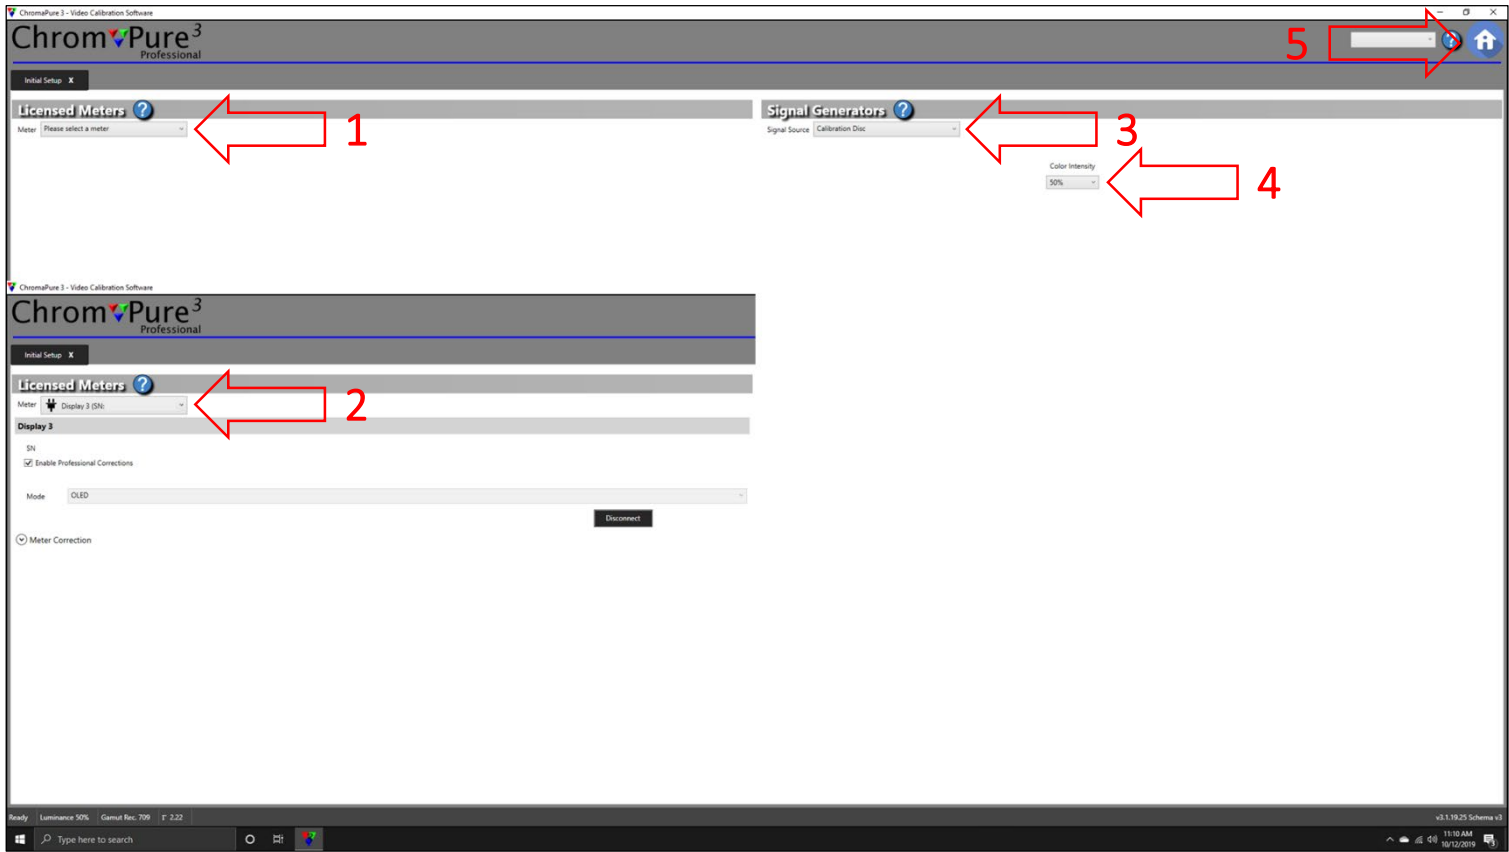 ChromaPure 3 - Video Calibration Software
ChromPure3
Professional
5
Initial Setup X
Licensed Meters ?
Signal Generators ?
Meter Please select a meter
1
Signal Source Calibration Disc
3
Color Intensity
50%
4
ChromaPure 3 - Video Calibration Software
ChromPure3
Professional
Initial Setup X
Licensed Meters ?
Meter Display 3 (SN:
2
Display 3
SN
Enable Professional Corrections
Mode OLED
Disconnect
Meter Correction
Ready Luminance 50% Gamut Rec. 709 Γ 2.22
v3.1.19.25 Schema v3
Type here to search
11:10 AM
10/12/2019